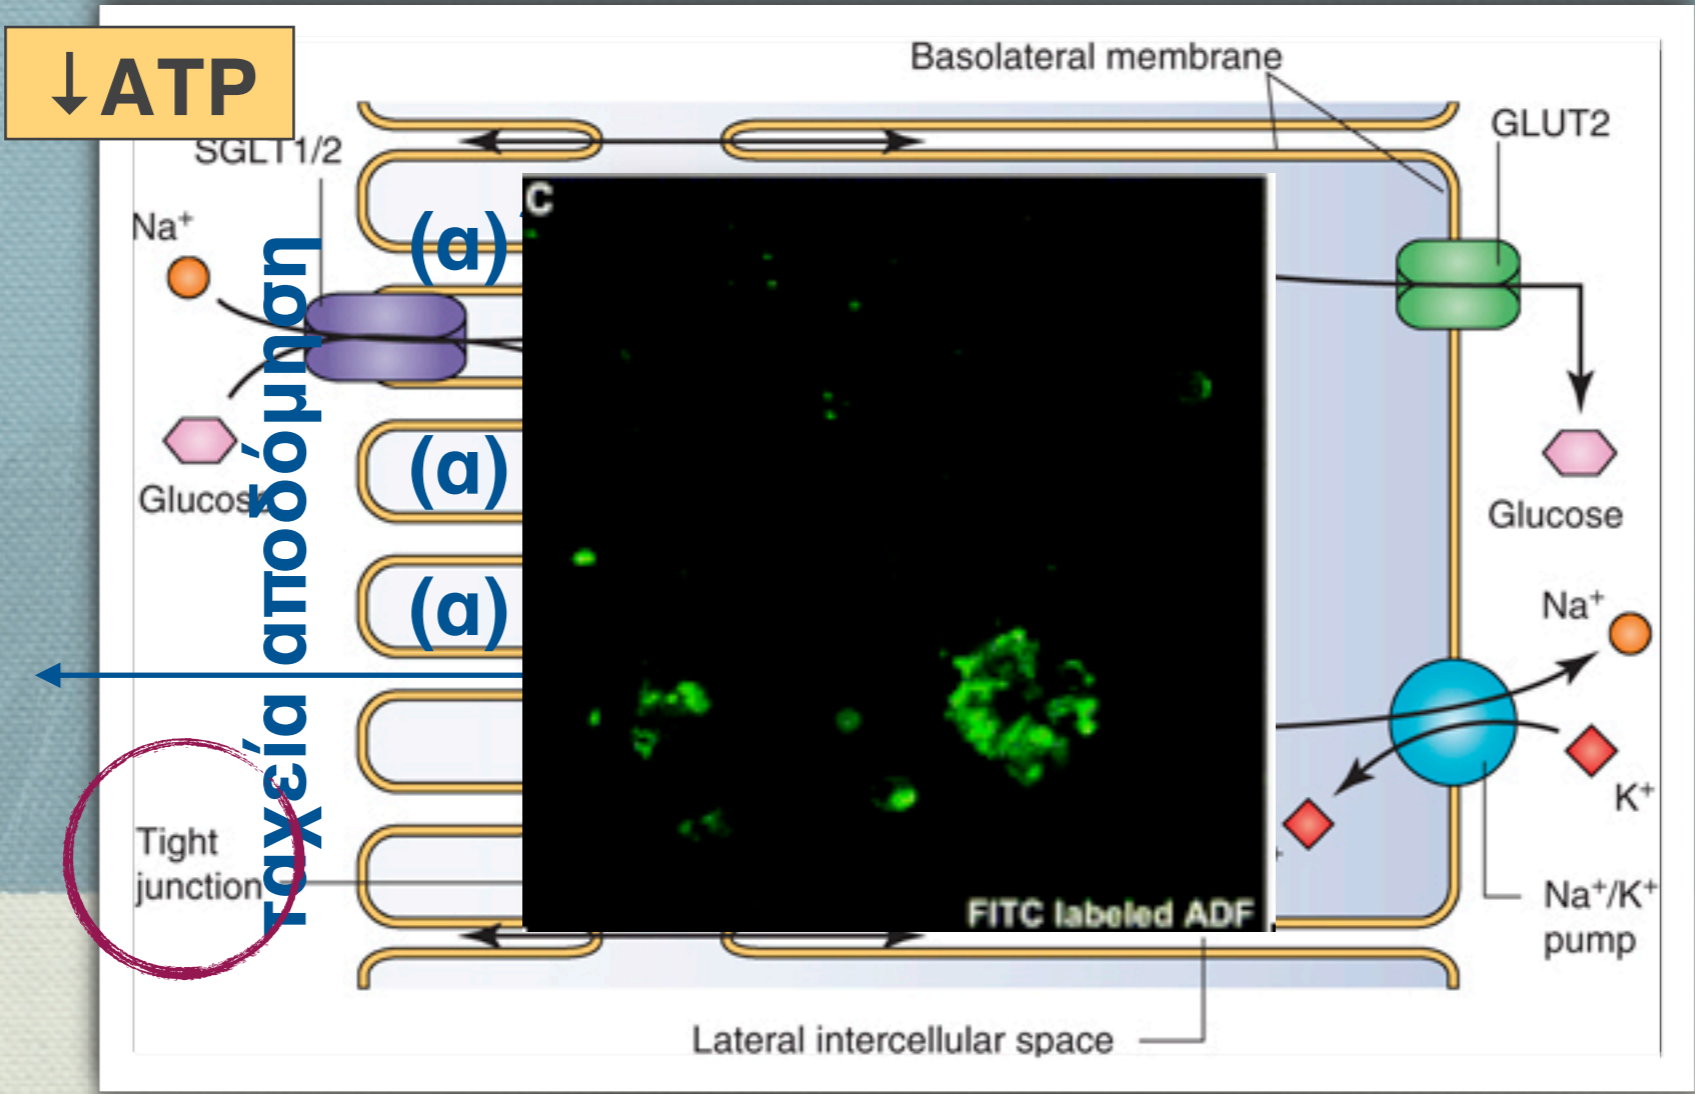 ↓ATP
Basolateral membrane
GLUT2
SGLT1/2
C
Na⁺
(α)
ταχεία αποδόμηση
(α)
Glucose
Glucose
(α)
Na⁺
K⁺
Tight
junction
Na⁺/K⁺
pump
FITC labeled ADF
Lateral intercellular space